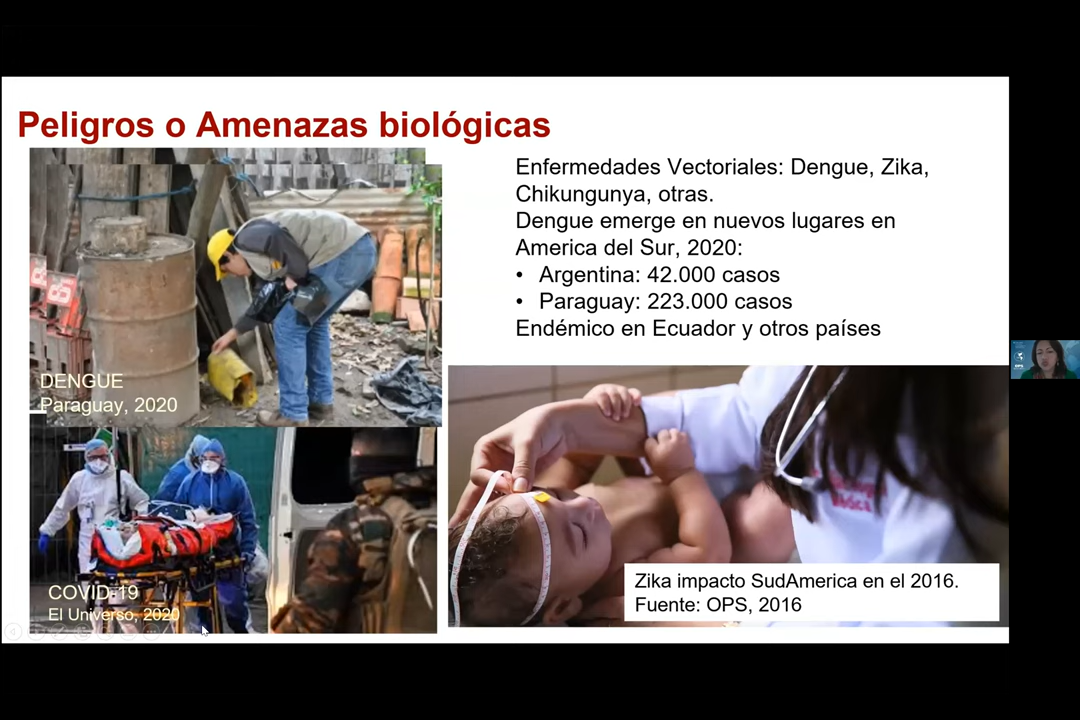 Peligros o Amenazas biológicas
Enfermedades Vectoriales: Dengue, Zika,
Chikungunya, otras.
Dengue emerge en nuevos lugares en
America del Sur, 2020:
• Argentina: 42.000 casos
• Paraguay: 223.000 casos
Endémico en Ecuador y otros países
DENGUE
Paraguay, 2020
COVID-19
El Universo, 2020
Zika impacto SudAmerica en el 2016.
Fuente: OPS, 2016